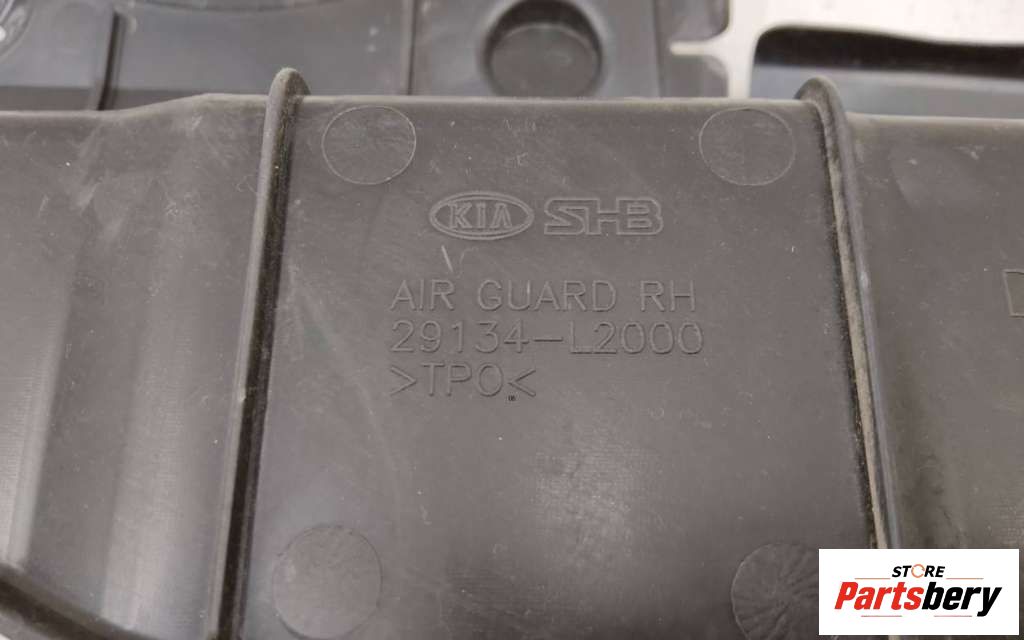 KIA SHB
AIR GUARD RH
29134-L2000
>TPO<
STORE
Partsbery